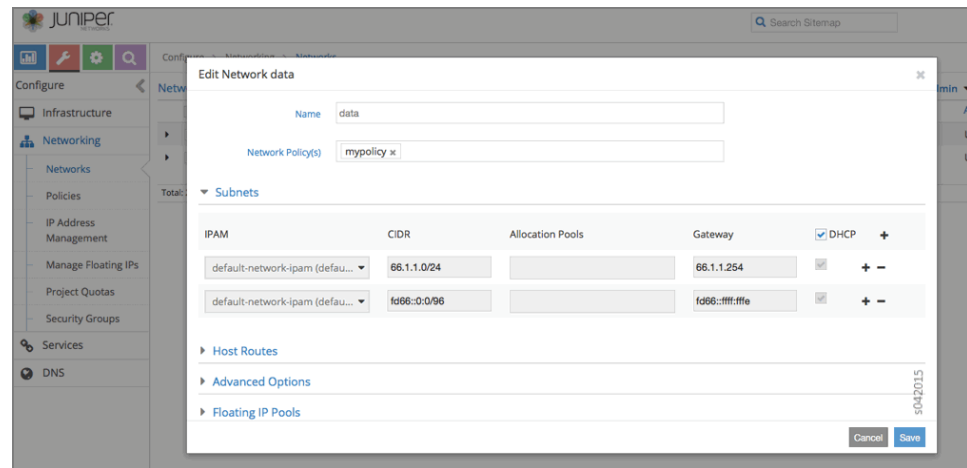 JUNIPER
NETWORKS
Search Sitemap
Configure > Networking > Networks
Edit Network data
Configure
Netw
dmin
Infrastructure
Name data
Networking
Network Policy(s) mypolicy
Networks
Subnets
Policies
Total:
IP Address
Management
IPAM CIDR Allocation Pools Gateway DHCP
Manage Floating IPs
default-network-ipam (defau... 66.1.1.0/24 66.1.1.254
Project Quotas
default-network-ipam (defau... fd66::0:0/96 fd66::ffff:fffe
Security Groups
Services
Host Routes
DNS
Advanced Options
Floating IP Pools
s042015
Cancel Save